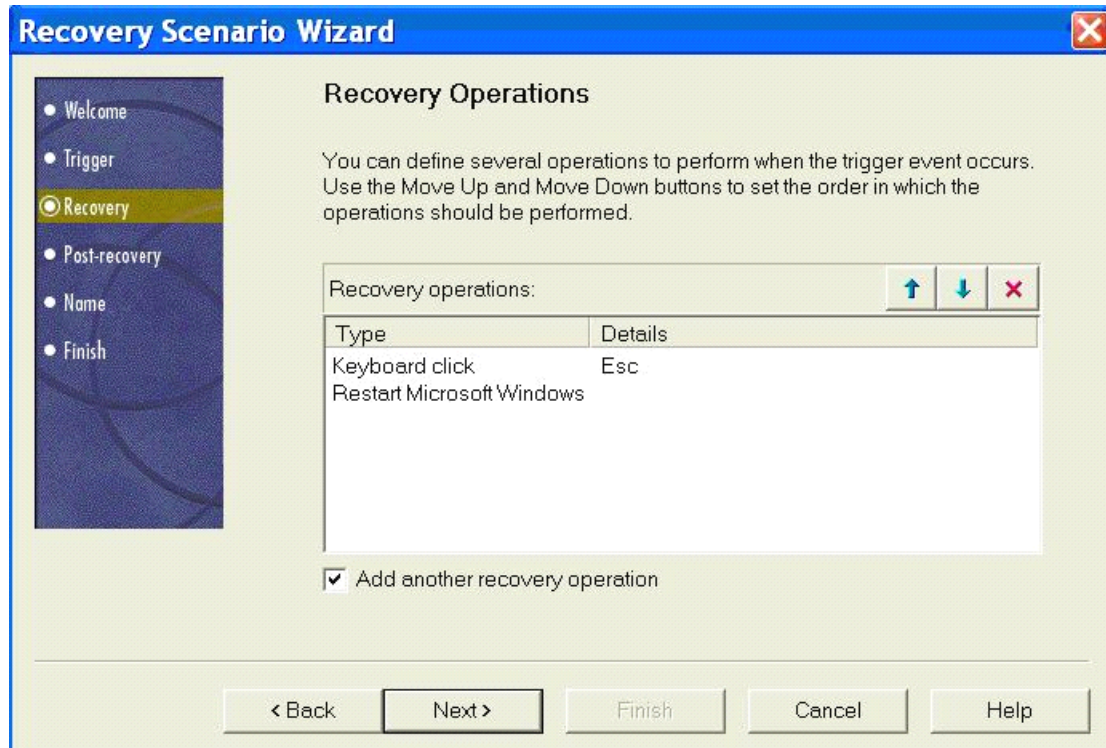 Recovery Scenario Wizard
Welcome
Trigger
Recovery
Post-recovery
Name
Finish
Recovery Operations
You can define several operations to perform when the trigger event occurs.
Use the Move Up and Move Down buttons to set the order in which the
operations should be performed.
Recovery operations:
Type Details
Keyboard click Esc
Restart Microsoft Windows
Add another recovery operation
< Back Next > Finish Cancel Help